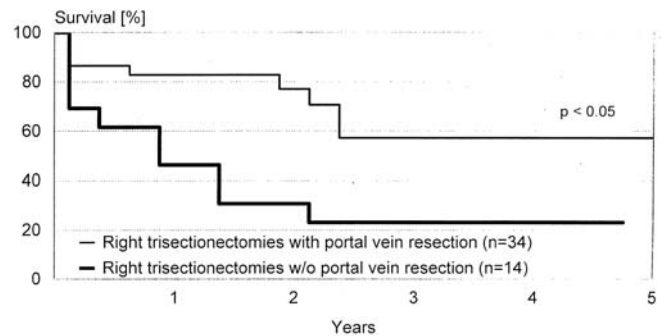 Survival [%]
100
80
60
40
20
0
p < 0.05
Right trisectionectomies with portal vein resection (n=34)
Right trisectionectomies w/o portal vein resection (n=14)
1 2 3 4 5
Years